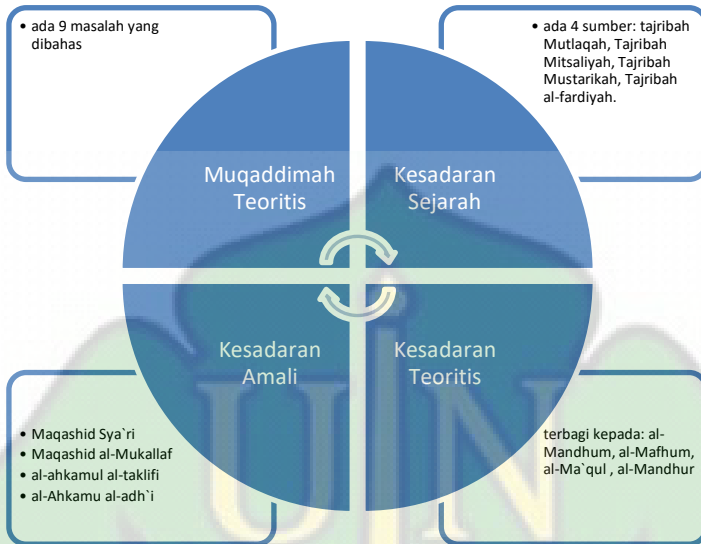 • ada 9 masalah yang
dibahas
• ada 4 sumber: tajribah
Mutlaqah, Tajribah
Mitsaliyah, Tajribah
Mustarikah, Tajribah
al-fardiyah.
Muqaddimah
Teoritis
Kesadaran
Sejarah
Kesadaran
Amali
Kesadaran
Teoritis
• Maqashid Sya`ri
• Maqashid al-Mukallaf
• al-ahkamul al-taklifi
• al-Ahkamu al-adh`i
terbagi kepada: al-
Mandhum, al-Mafhum,
al-Ma`qul , al-Mandhur
UIN